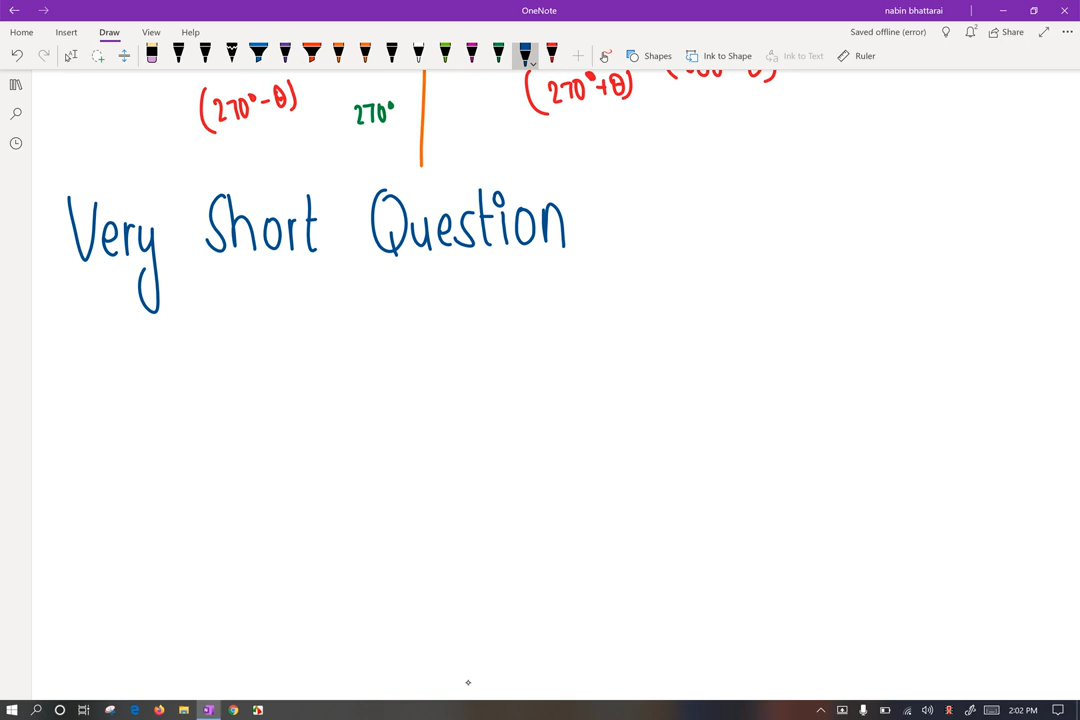 OneNote
nabin bhattarai
Home Insert Draw View Help
Saved offline (error)
Share
Shapes
Ink to Shape
Ink to Text
Ruler
(270°-θ)
270°
(270°+θ)
Very Short Question
2:02 PM